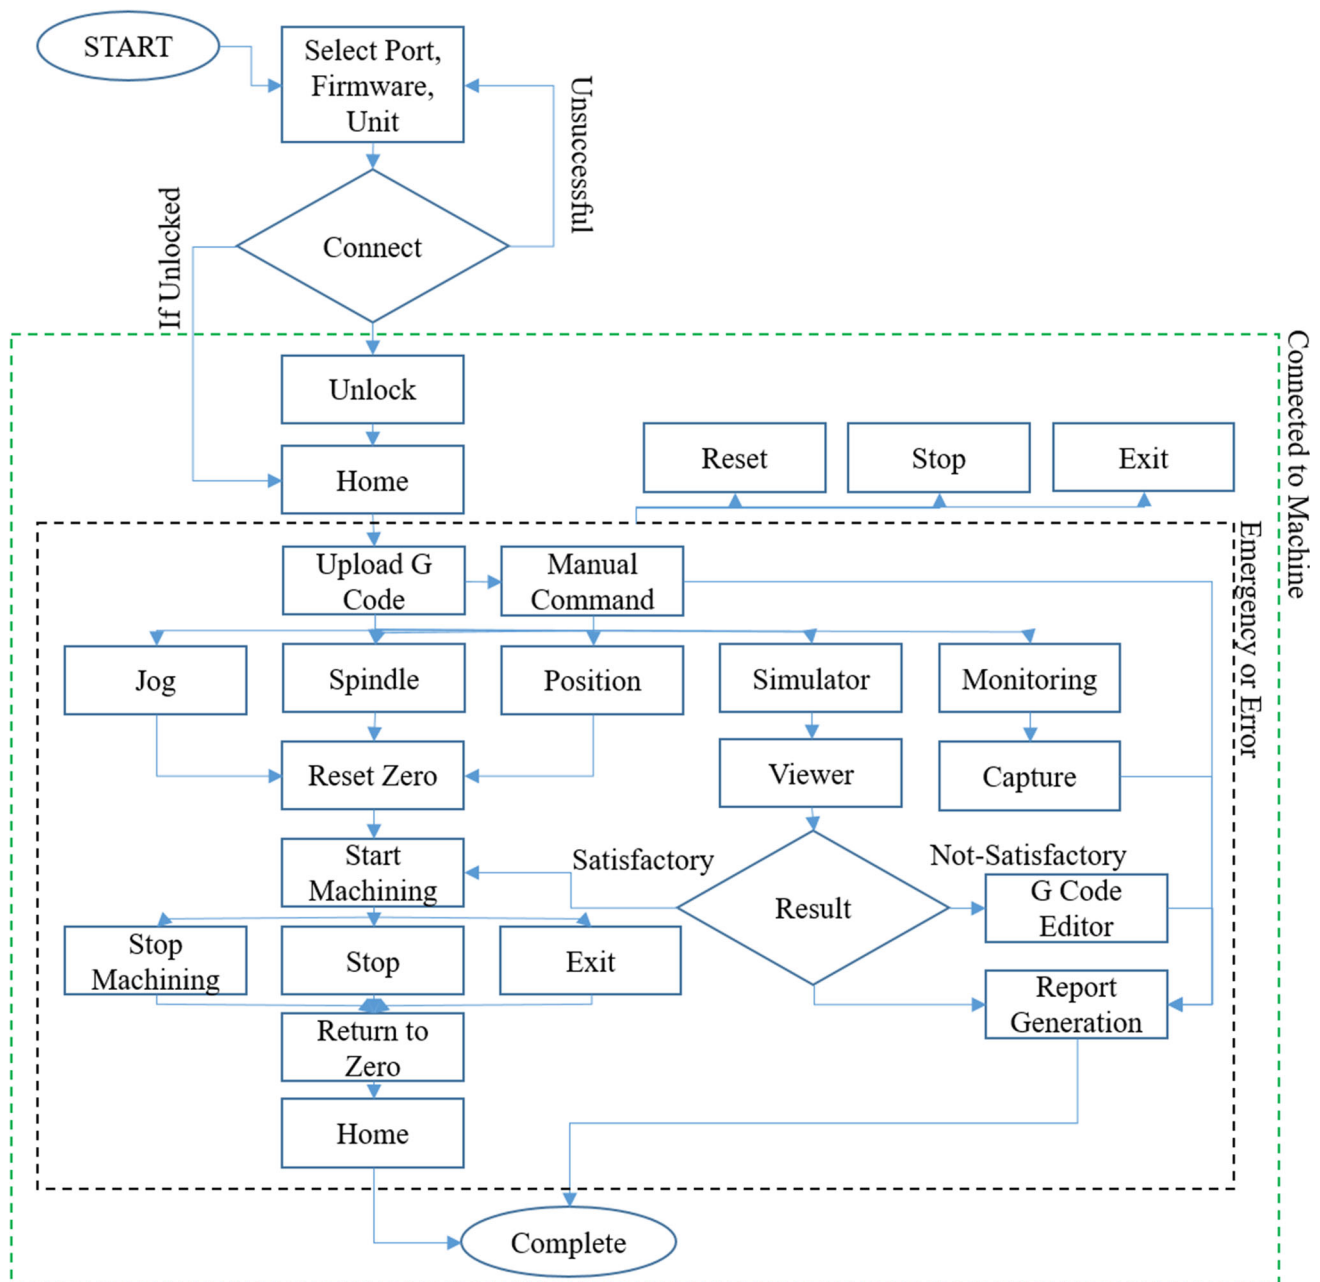 START
Select Port,
Firmware,
Unit
Unsuccessful
Connect
If Unlocked
Connected to Machine
Unlock
Home
Reset
Stop
Exit
Emergency or Error
Upload G
Code
Manual
Command
Jog
Spindle
Position
Simulator
Monitoring
Reset Zero
Viewer
Capture
Start
Machining
Satisfactory
Result
Not-Satisfactory
G Code
Editor
Stop
Machining
Stop
Exit
Report
Generation
Return to
Zero
Home
Complete